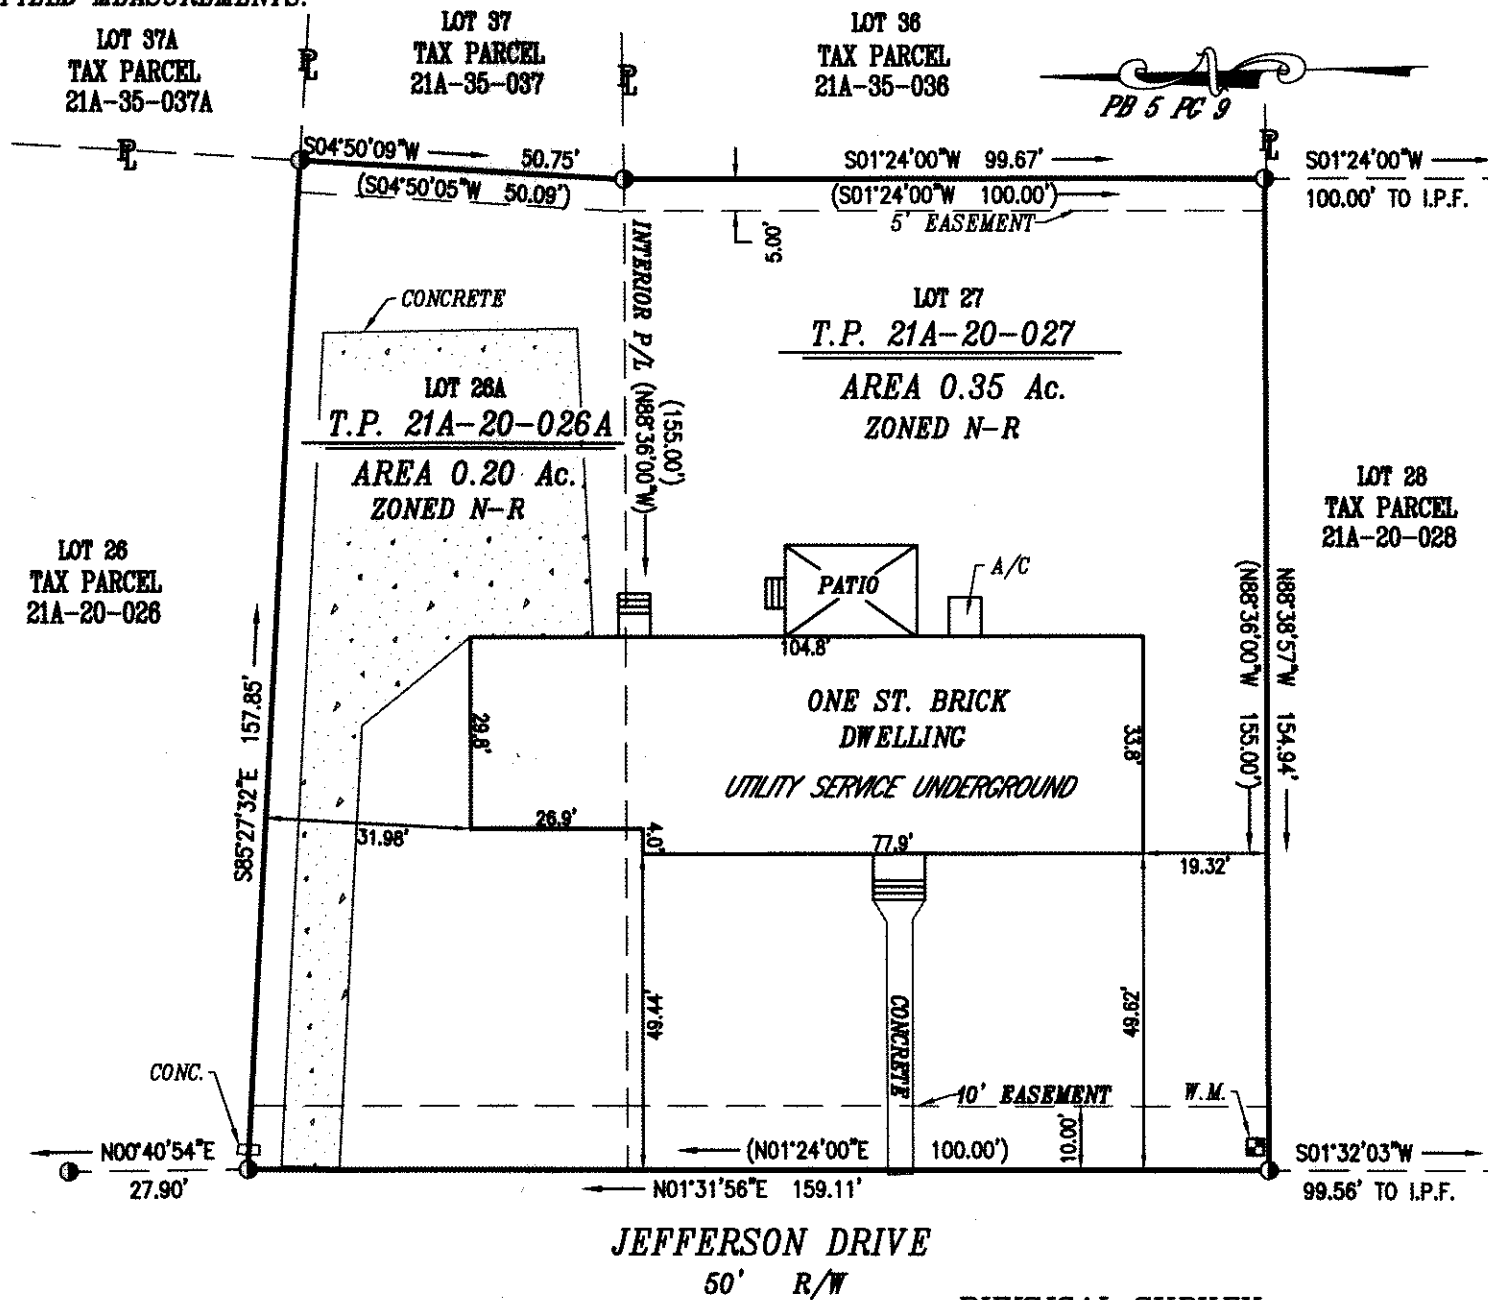 FIELD MEASUREMENTS.
LOT 37A
TAX PARCEL
21A-35-037A
LOT 37
TAX PARCEL
21A-35-037
LOT 36
TAX PARCEL
21A-35-036
PB 5 PG 9
PL
PL
PL
PL
S04°50'09"W 50.75'
(S04°50'05"W 50.09')
S01°24'00"W 99.67'
(S01°24'00"W 100.00')
S01°24'00"W
100.00' TO I.P.F.
5' EASEMENT
5.00'
INTERIOR P/L (N88°36'00"W)
(155.00')
CONCRETE
LOT 27
T.P. 21A-20-027
AREA 0.35 Ac.
ZONED N-R
LOT 26A
T.P. 21A-20-026A
AREA 0.20 Ac.
ZONED N-R
LOT 26
TAX PARCEL
21A-20-026
LOT 28
TAX PARCEL
21A-20-028
PATIO
A/C
104.8'
ONE ST. BRICK
DWELLING
UTILITY SERVICE UNDERGROUND
29.8'
33.8'
N88°38'57"W 154.94'
(N88°36'00"W 155.00')
S85°27'32"E 157.85'
31.98'
26.9'
4.0'
77.9'
19.32'
49.44'
49.62'
CONCRETE
CONC.
10' EASEMENT
10.00'
W.M.
N00°40'54"E
27.90'
(N01°24'00"E 100.00')
N01°31'56"E 159.11'
S01°32'03"W
99.56' TO I.P.F.
JEFFERSON DRIVE
50' R/W
PHYSICAL SURVEY